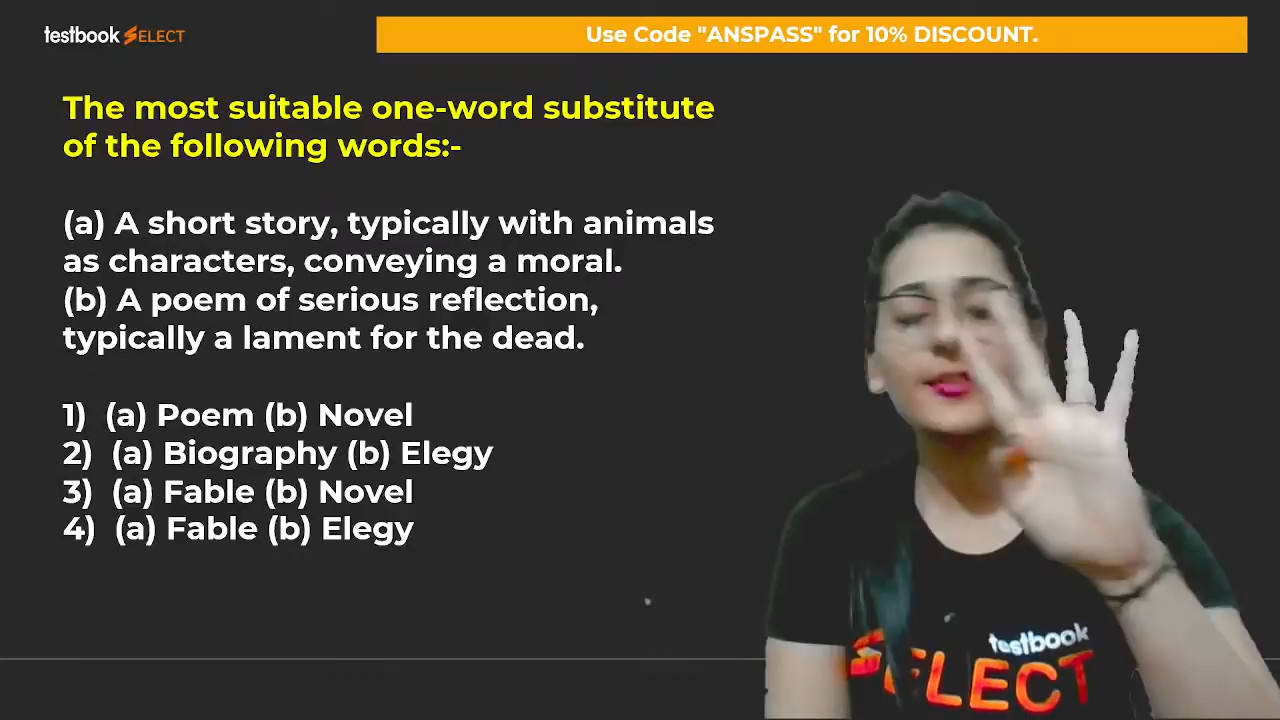 testbook SELECT
Use Code "ANSPASS" for 10% DISCOUNT.
The most suitable one-word substitute
of the following words:-
(a) A short story, typically with animals
as characters, conveying a moral.
(b) A poem of serious reflection,
typically a lament for the dead.
1) (a) Poem (b) Novel
2) (a) Biography (b) Elegy
3) (a) Fable (b) Novel
4) (a) Fable (b) Elegy
testbook
SELECT